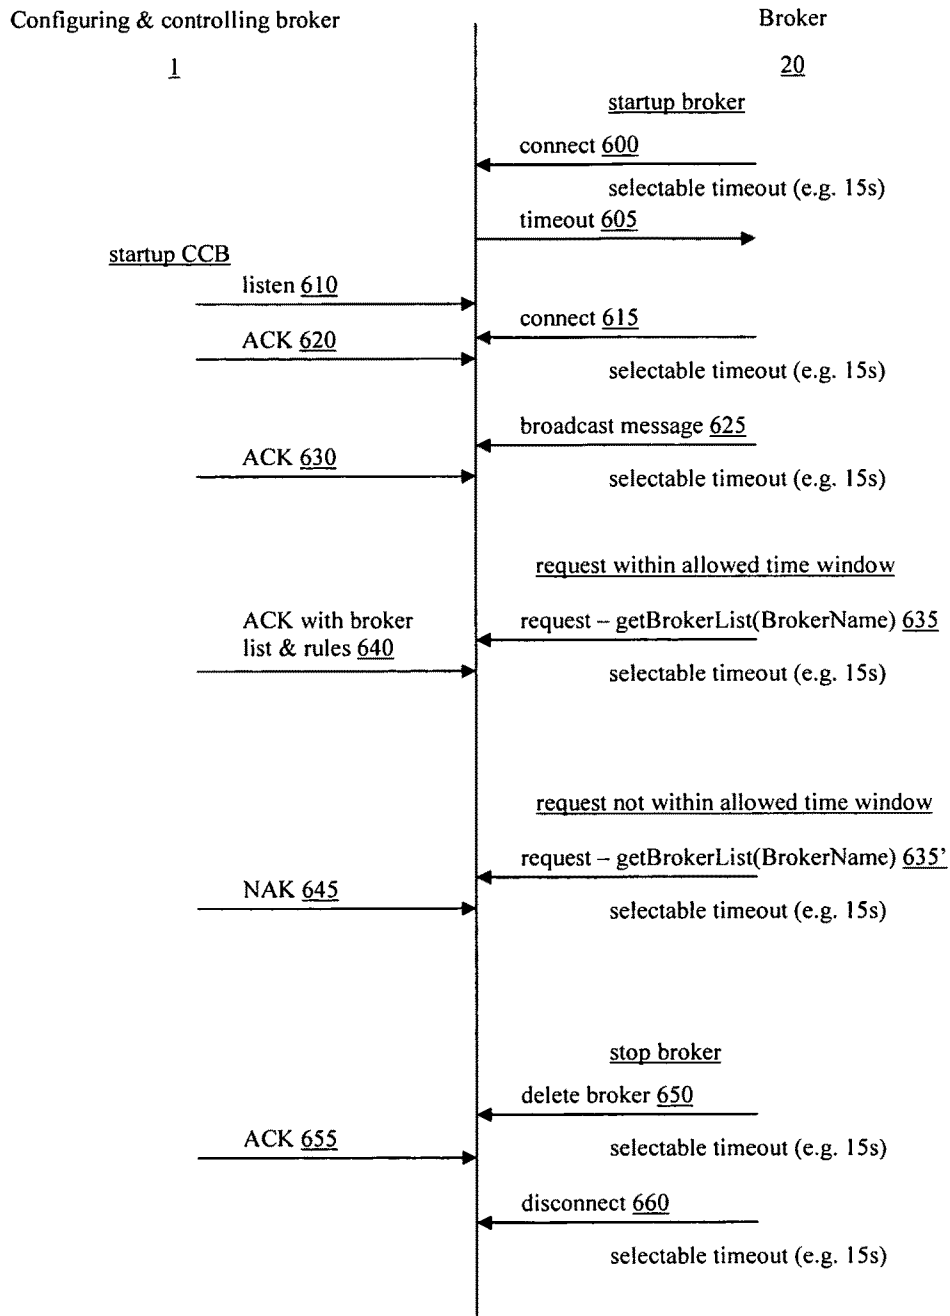 Configuring & controlling broker
Broker
1
20
startup broker
connect 600
selectable timeout (e.g. 15s)
timeout 605
startup CCB
listen 610
connect 615
ACK 620
selectable timeout (e.g. 15s)
broadcast message 625
ACK 630
selectable timeout (e.g. 15s)
request within allowed time window
ACK with broker
list & rules 640
request – getBrokerList(BrokerName) 635
selectable timeout (e.g. 15s)
request not within allowed time window
request – getBrokerList(BrokerName) 635'
NAK 645
selectable timeout (e.g. 15s)
stop broker
delete broker 650
ACK 655
selectable timeout (e.g. 15s)
disconnect 660
selectable timeout (e.g. 15s)